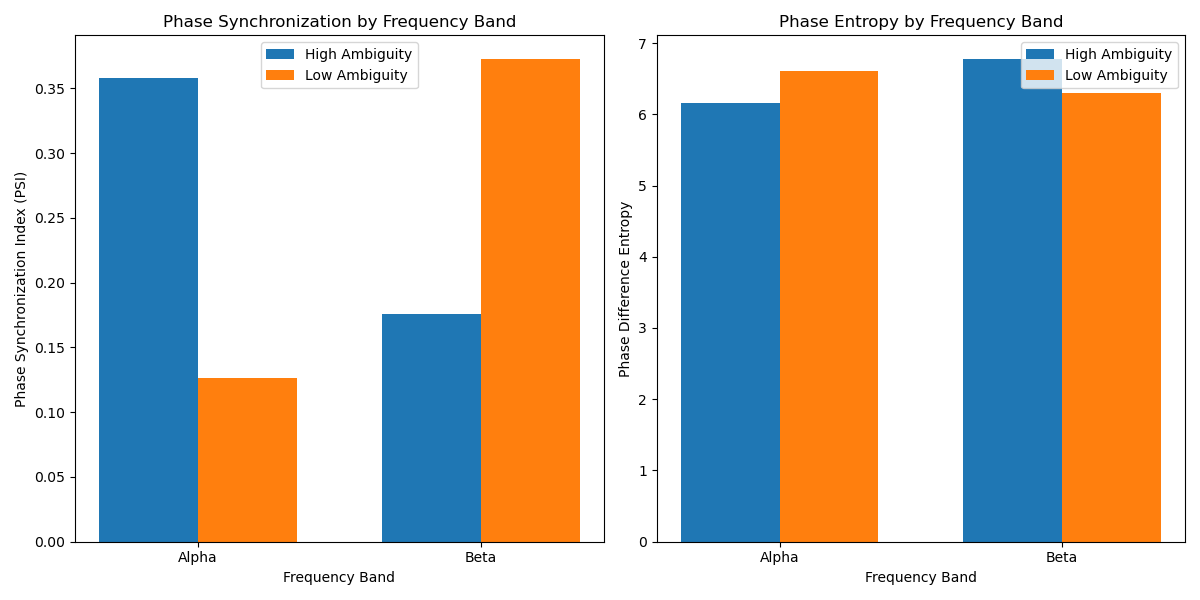 Phase Synchronization by Frequency Band
High Ambiguity
Low Ambiguity
Phase Synchronization Index (PSI)
0.35
0.30
0.25
0.20
0.15
0.10
0.05
0.00
Alpha
Beta
Frequency Band
Phase Entropy by Frequency Band
High Ambiguity
Low Ambiguity
Phase Difference Entropy
7
6
5
4
3
2
1
0
Alpha
Beta
Frequency Band